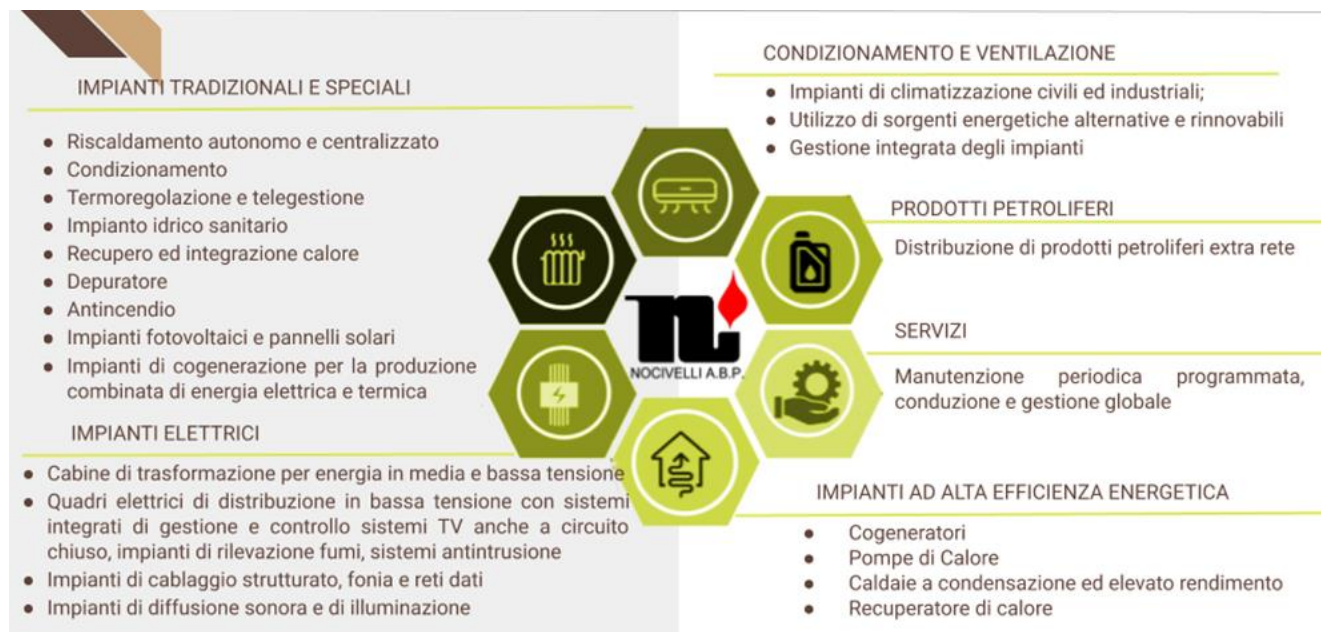 IMPIANTI TRADIZIONALI E SPECIALI
● Riscaldamento autonomo e centralizzato
● Condizionamento
● Termoregolazione e telegestione
● Impianto idrico sanitario
● Recupero ed integrazione calore
● Depuratore
● Antincendio
● Impianti fotovoltaici e pannelli solari
● Impianti di cogenerazione per la produzione
combinata di energia elettrica e termica
IMPIANTI ELETTRICI
● Cabine di trasformazione per energia in media e bassa tensione
● Quadri elettrici di distribuzione in bassa tensione con sistemi
integrati di gestione e controllo sistemi TV anche a circuito
chiuso, impianti di rilevazione fumi, sistemi antintrusione
● Impianti di cablaggio strutturato, fonia e reti dati
● Impianti di diffusione sonora e di illuminazione
NOCIVELLI A.B.P.
CONDIZIONAMENTO E VENTILAZIONE
● Impianti di climatizzazione civili ed industriali;
● Utilizzo di sorgenti energetiche alternative e rinnovabili
● Gestione integrata degli impianti
PRODOTTI PETROLIFERI
Distribuzione di prodotti petroliferi extra rete
SERVIZI
Manutenzione periodica programmata,
conduzione e gestione globale
IMPIANTI AD ALTA EFFICIENZA ENERGETICA
● Cogeneratori
● Pompe di Calore
● Caldaie a condensazione ed elevato rendimento
● Recuperatore di calore